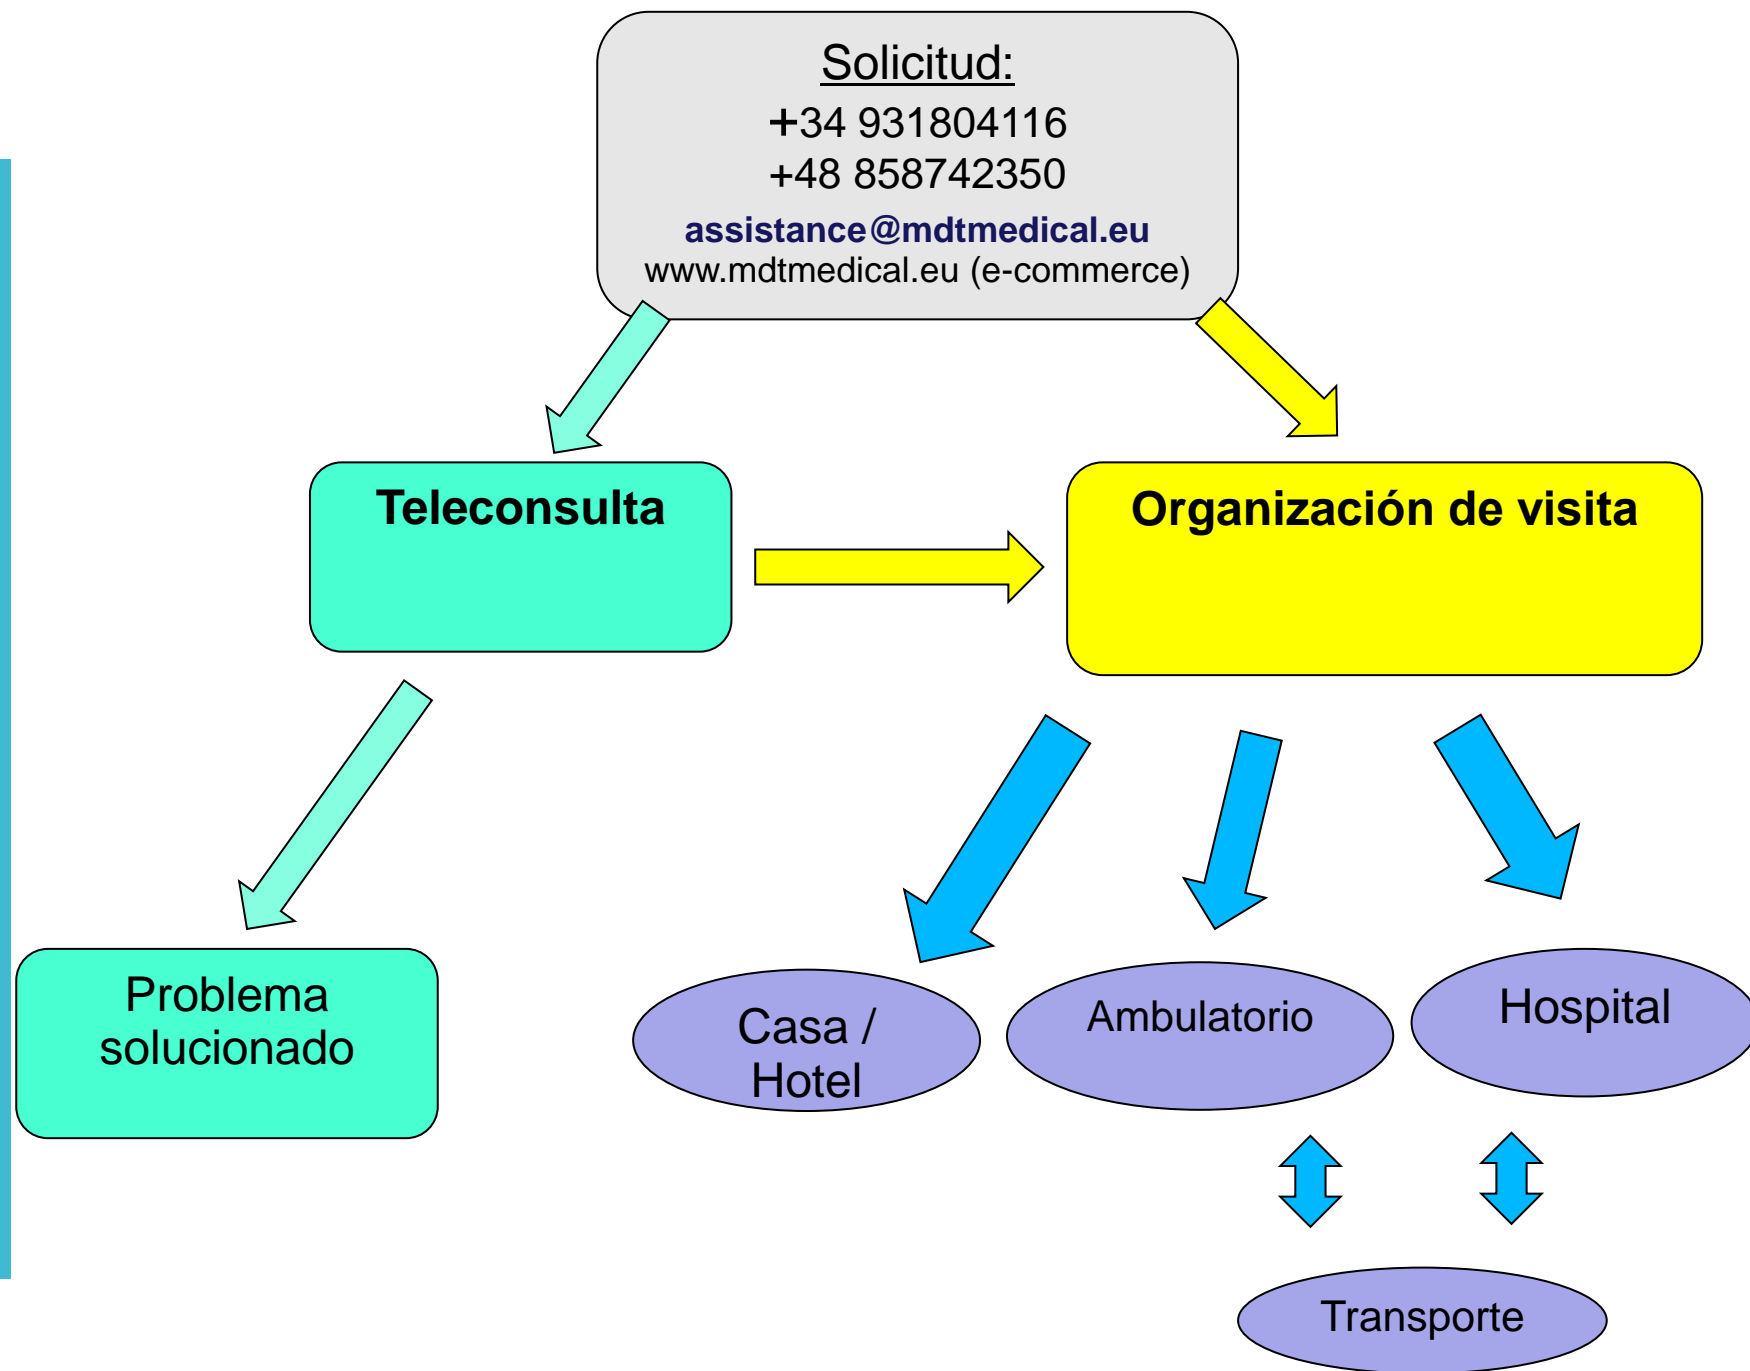 Solicitud:
+34 931804116
+48 858742350
assistance@mdtmedical.eu
www.mdtmedical.eu (e-commerce)
Teleconsulta
Organización de visita
Problema
solucionado
Casa /
Hotel
Ambulatorio
Hospital
Transporte